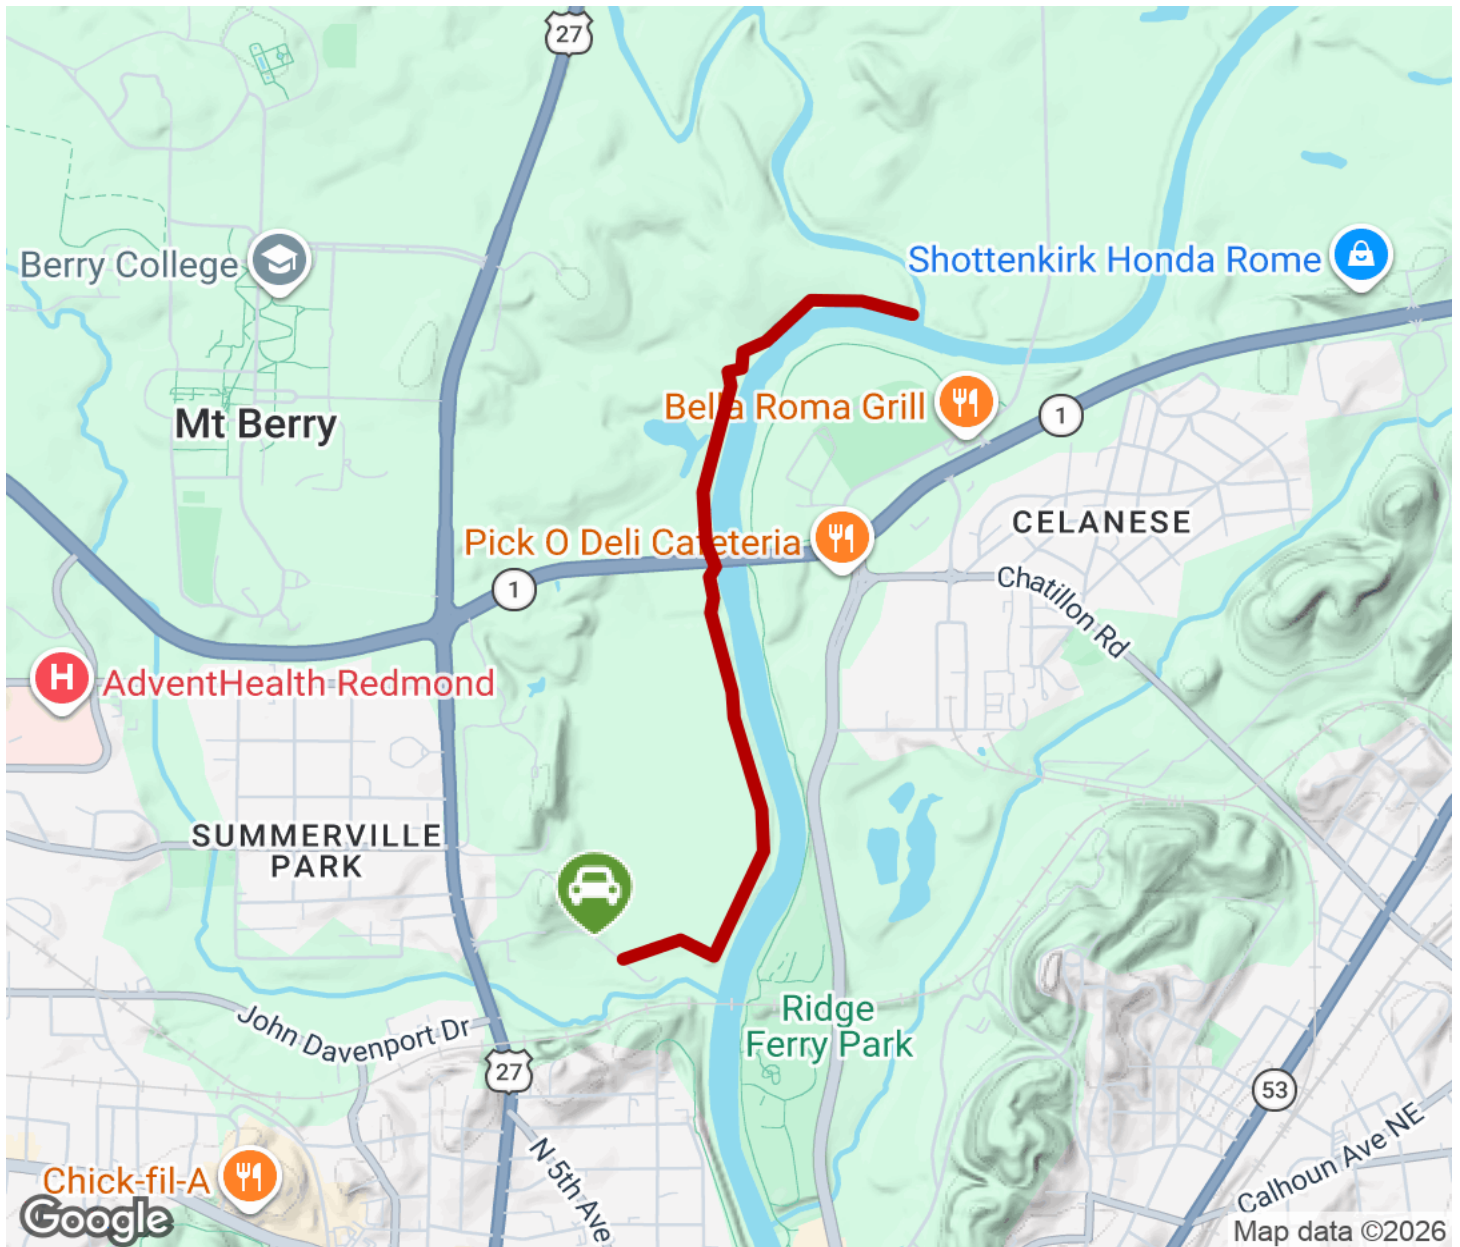 27
Berry College
Shottenkirk Honda Rome
Mt Berry
Bella Roma Grill
1
Pick O Deli Cafeteria
CELANESE
1
Chatillon Rd
AdventHealth Redmond
SUMMERVILLE
PARK
Ridge
Ferry Park
John Davenport Dr
27
53
N 5th Ave
Calhoun Ave NE
Chick-fil-A
Google
Map data ©2026
H